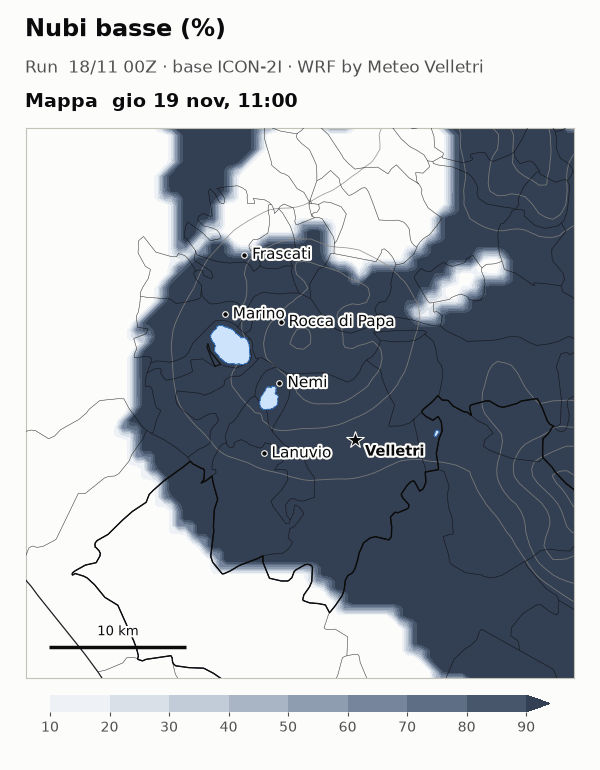 Nubi basse (%)
Run  18/11 00Z · base ICON-2I · WRF by Meteo Velletri
Mappa  gio 19 nov, 11:00
Frascati
Marino
Rocca di Papa
Nemi
Velletri
Lanuvio
10 km
10 20 30 40 50 60 70 80 90